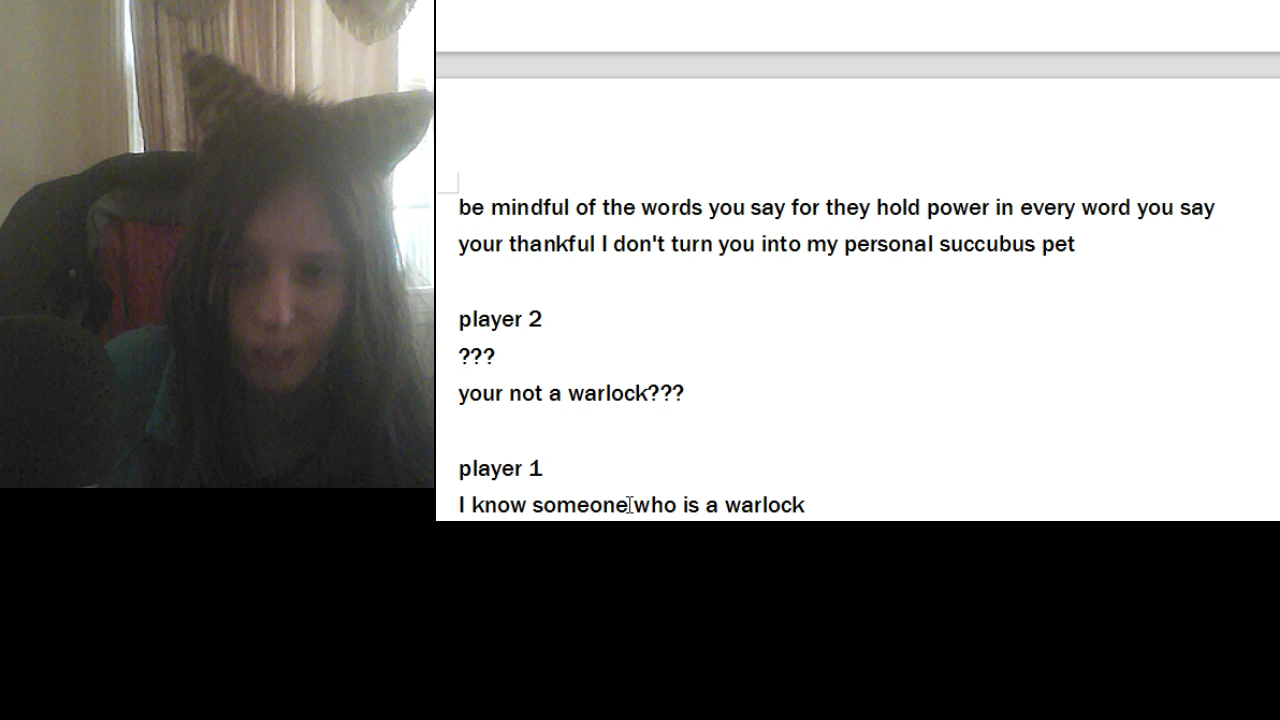 be mindful of the words you say for they hold power in every word you say
your thankful I don't turn you into my personal succubus pet
player 2
???
your not a warlock???
player 1
I know someone who is a warlock